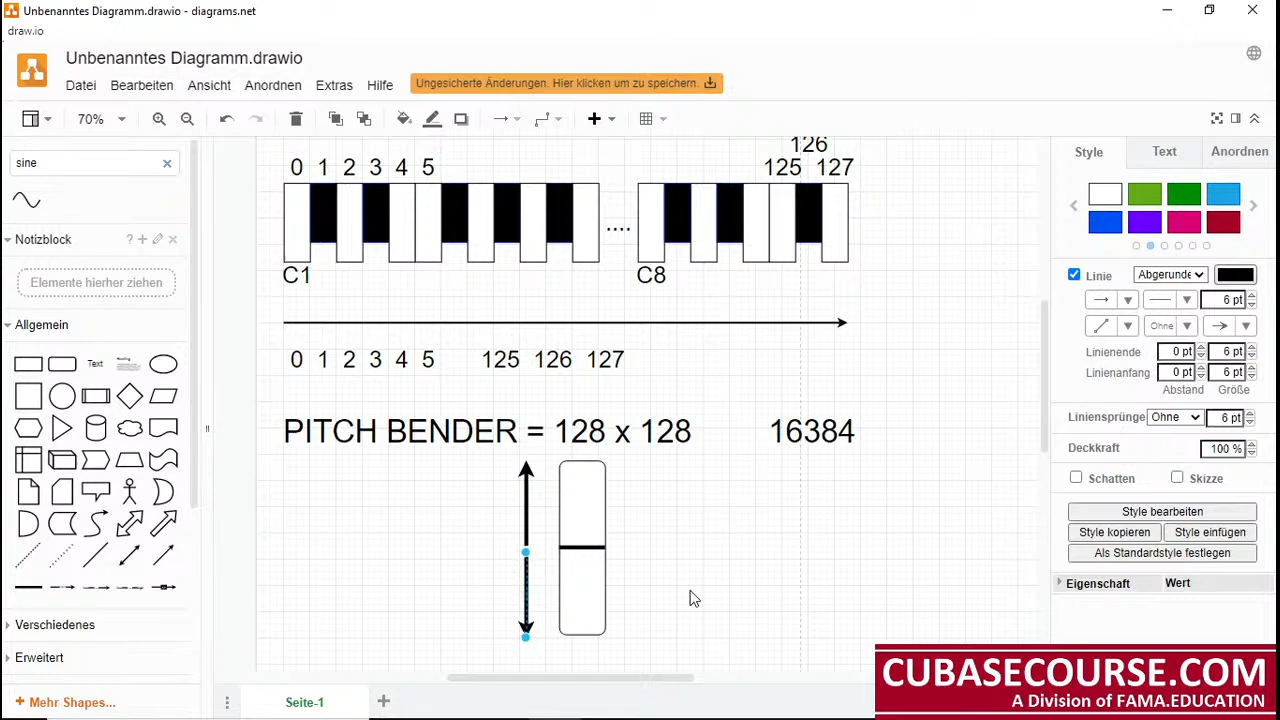 Unbenanntes Diagramm.drawio - diagrams.net
draw.io
Unbenanntes Diagramm.drawio
Datei Bearbeiten Ansicht Anordnen Extras Hilfe
Ungesicherte Änderungen. Hier klicken um zu speichern.
70%
sine
Notizblock
Elemente hierher ziehen
Allgemein
Text
Verschiedenes
Erweitert
Mehr Shapes...
126
0 1 2 3 4 5 125 127
....
C1 C8
0 1 2 3 4 5 125 126 127
PITCH BENDER = 128 x 128 16384
Seite-1
Style Text Anordnen
Linie Abgerunde
6 pt
Ohne
Linienende 0 pt 6 pt
Linienanfang 0 pt 6 pt
Abstand Größe
Liniensprünge Ohne 6 pt
Deckkraft 100 %
Schatten Skizze
Style bearbeiten
Style kopieren Style einfügen
Als Standardstyle festlegen
Eigenschaft Wert
CUBASECOURSE.COM
A Division of FAMA.EDUCATION